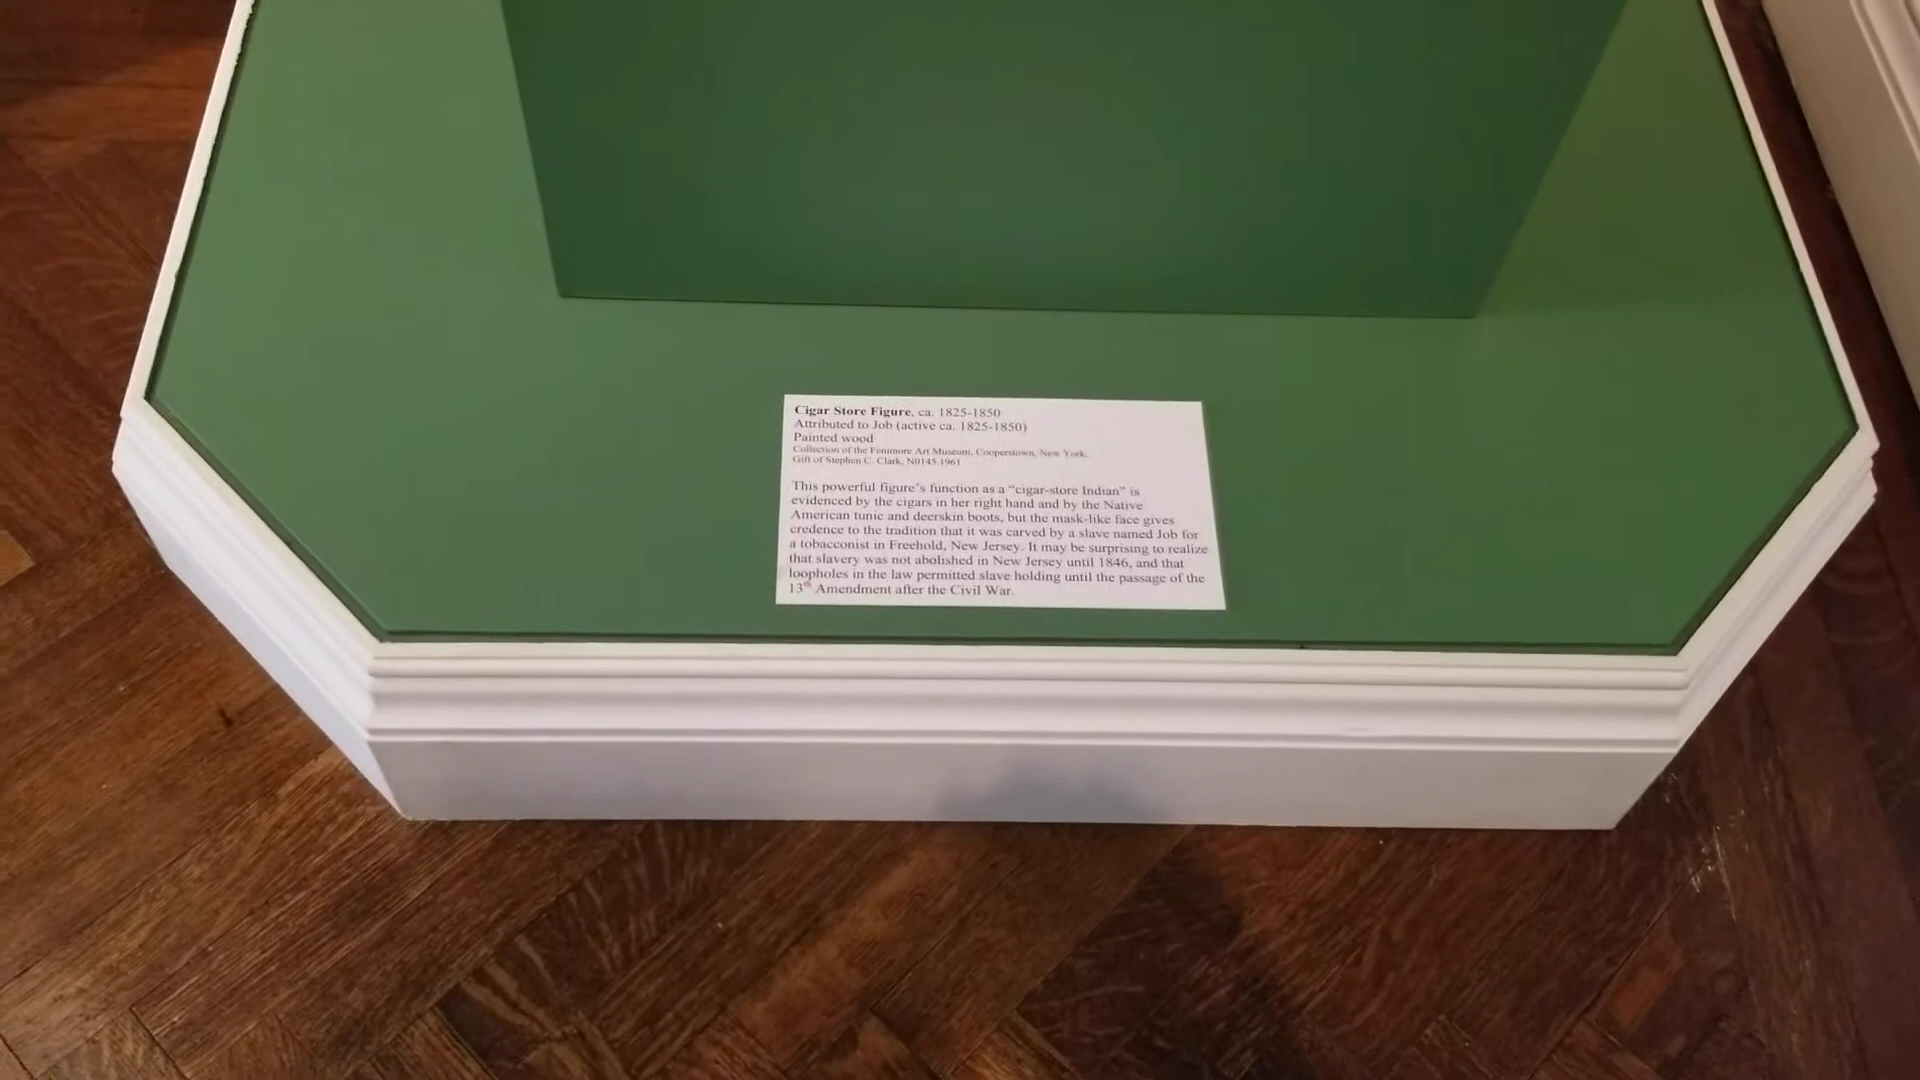 Cigar Store Figure, ca. 1825-1850
Attributed to Job (active ca. 1825-1850)
Painted wood
Collection of the Fenimore Art Museum, Cooperstown, New York,
Gift of Stephen C. Clark, N0145.1961
This powerful figure's function as a "cigar-store Indian" is
evidenced by the cigars in her right hand and by the Native
American tunic and deerskin boots, but the mask-like face gives
credence to the tradition that it was carved by a slave named Job for
a tobacconist in Freehold, New Jersey. It may be surprising to realize
that slavery was not abolished in New Jersey until 1846, and that
loopholes in the law permitted slave holding until the passage of the
13th Amendment after the Civil War.